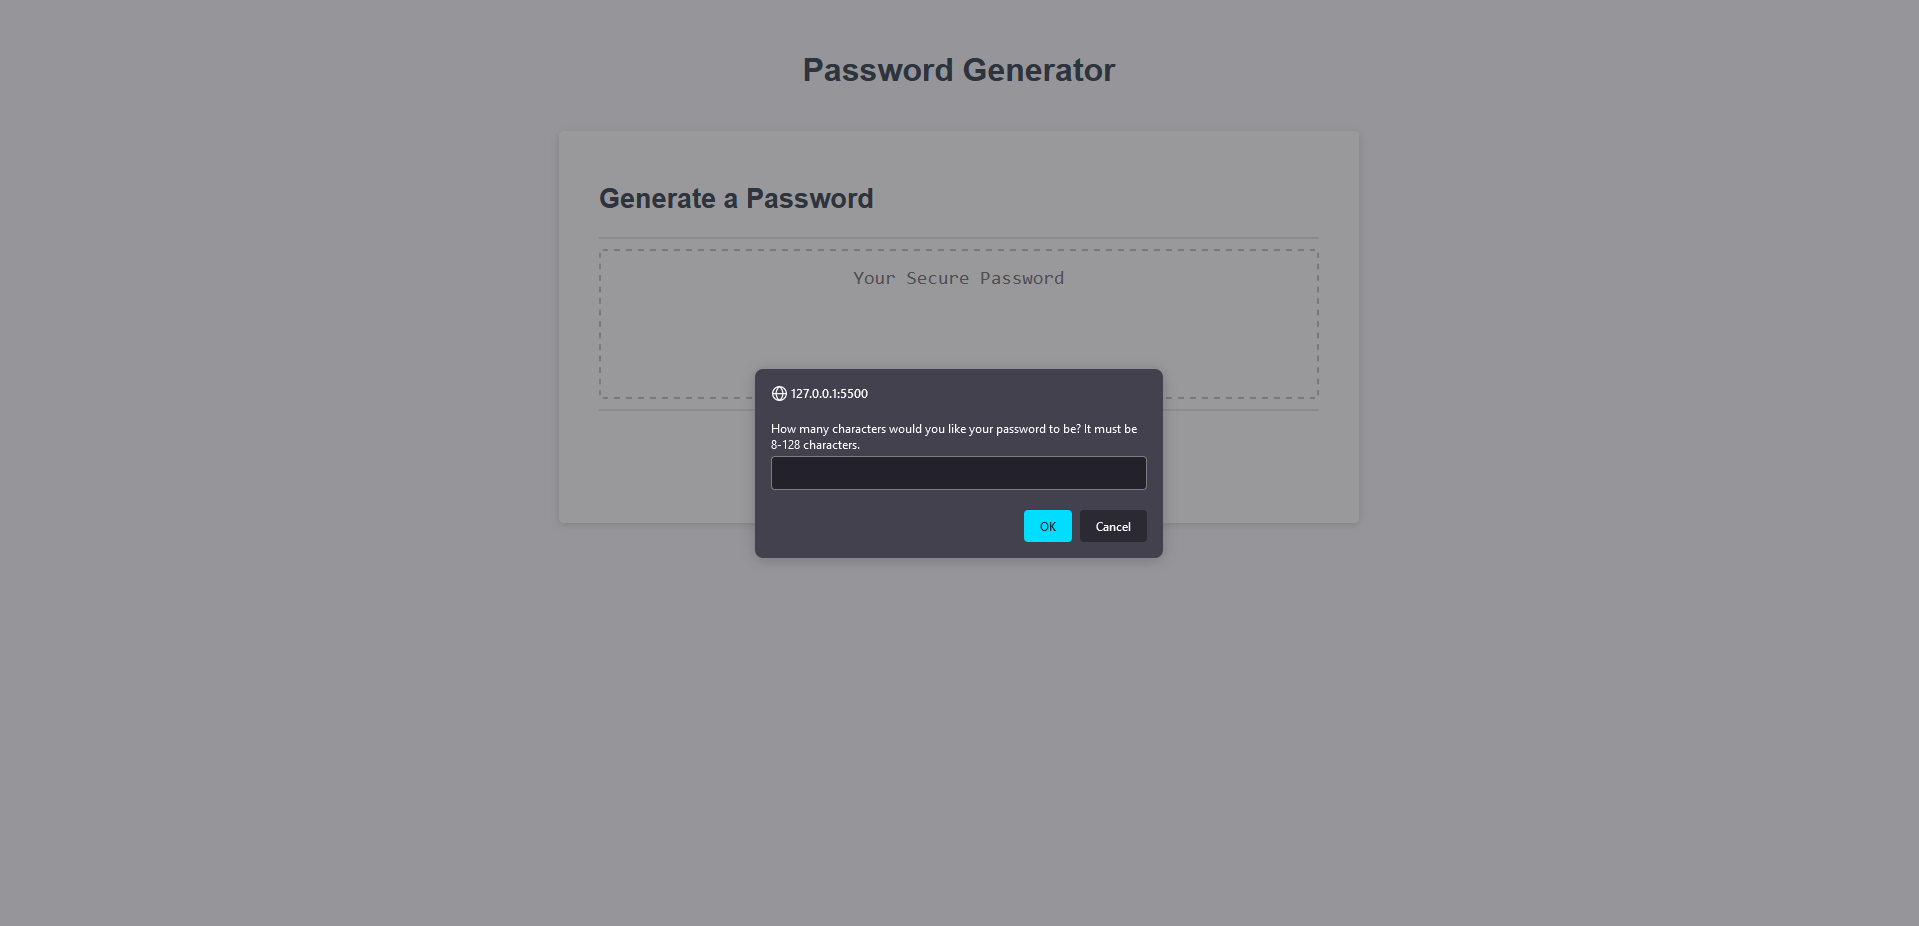 Password Generator
Generate a Password
Your Secure Password
127.0.0.1:5500
How many characters would you like your password to be? It must be
8-128 characters.
OK
Cancel